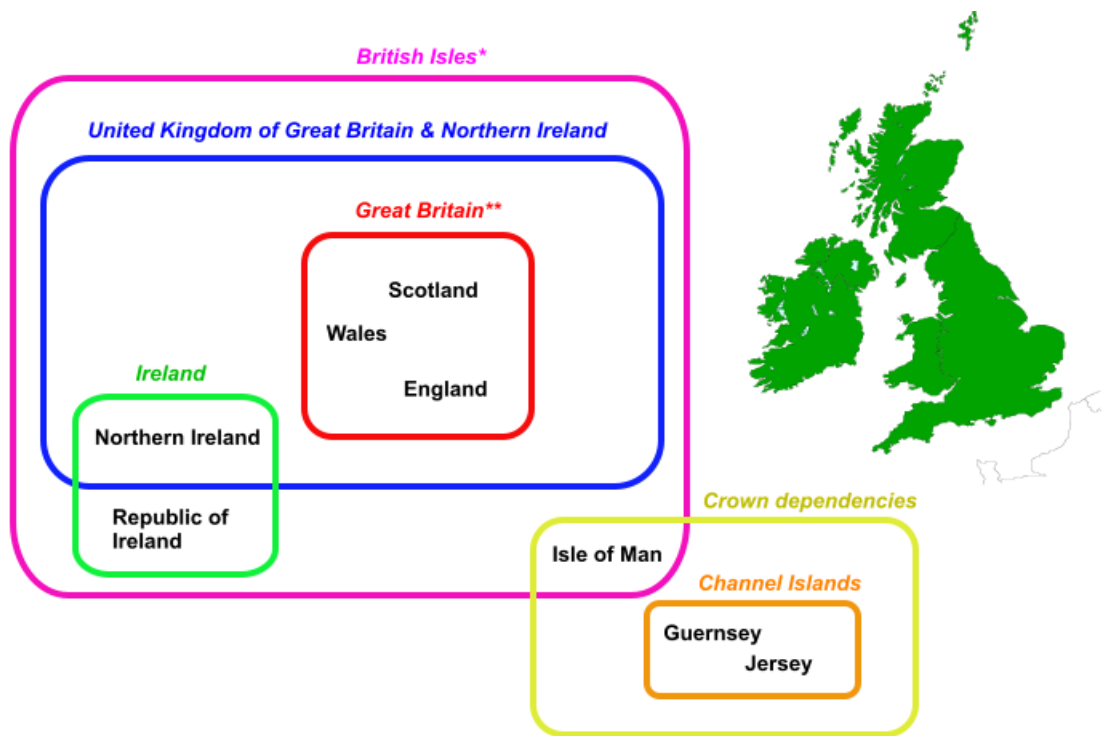 British Isles*
United Kingdom of Great Britain & Northern Ireland
Great Britain**
Scotland
Wales
Ireland
England
Northern Ireland
Crown dependencies
Republic of
Ireland
Isle of Man
Channel Islands
Guernsey
Jersey